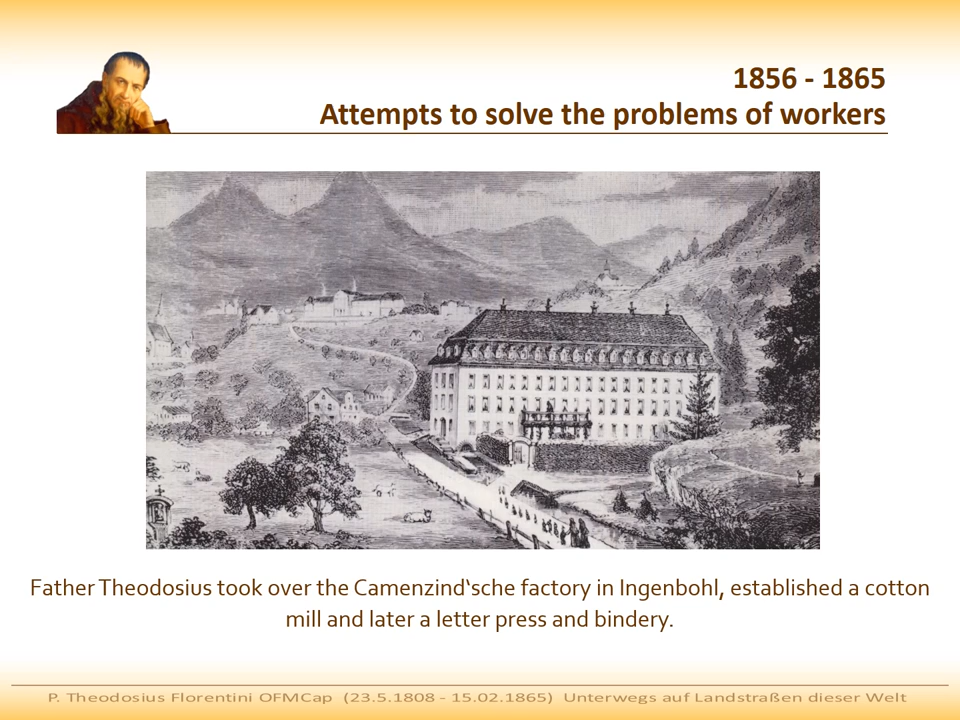 1856 - 1865
Attempts to solve the problems of workers
Father Theodosius took over the Camenzind‘sche factory in Ingenbohl, established a cotton
mill and later a letter press and bindery.
P. Theodosius Florentini OFMCap (23.5.1808 - 15.02.1865) Unterwegs auf Landstraßen dieser Welt